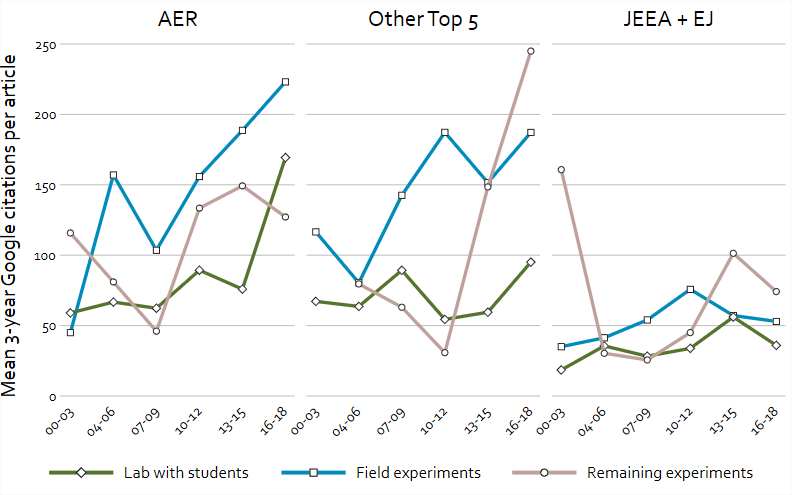 AER Other Top 5 JEEA + EJ
Mean 3-year Google citations per article
250
200
150
100
50
0
00-03 04-06 07-09 10-12 13-15 16-18 00-03 04-06 07-09 10-12 13-15 16-18 00-03 04-06 07-09 10-12 13-15 16-18
Lab with students Field experiments Remaining experiments